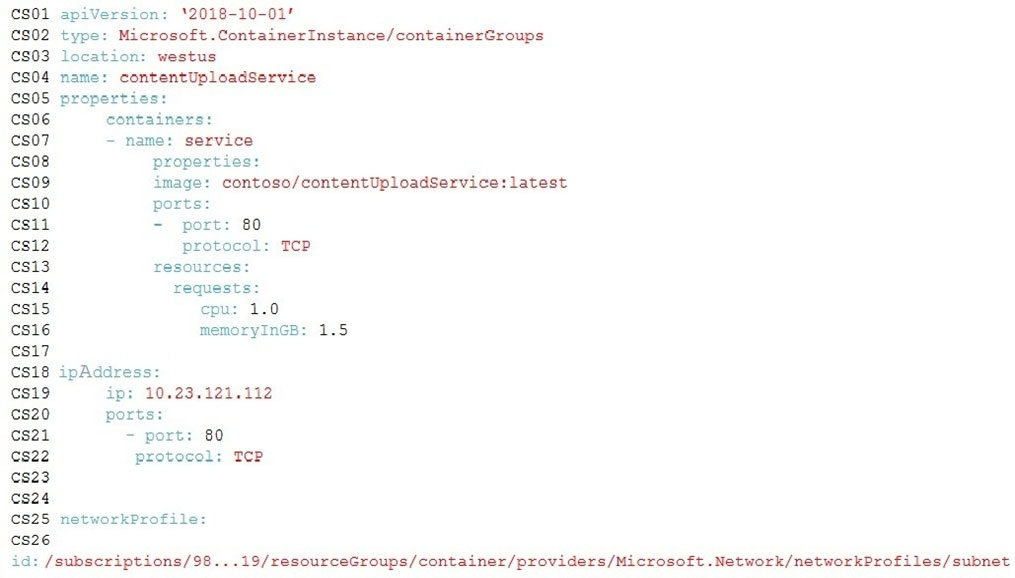 CS01 apiVersion: '2018-10-01'
CS02 type: Microsoft.ContainerInstance/containerGroups
CS03 location: westus
CS04 name: contentUploadService
CS05 properties:
CS06 containers:
CS07 - name: service
CS08 properties:
CS09 image: contoso/contentUploadService:latest
CS10 ports:
CS11 - port: 80
CS12 protocol: TCP
CS13 resources:
CS14 requests:
CS15 cpu: 1.0
CS16 memoryInGB: 1.5
CS17
CS18 ipAddress:
CS19 ip: 10.23.121.112
CS20 ports:
CS21 - port: 80
CS22 protocol: TCP
CS23
CS24
CS25 networkProfile:
CS26
id: /subscriptions/98...19/resourceGroups/container/providers/Microsoft.Network/networkProfiles/subnet